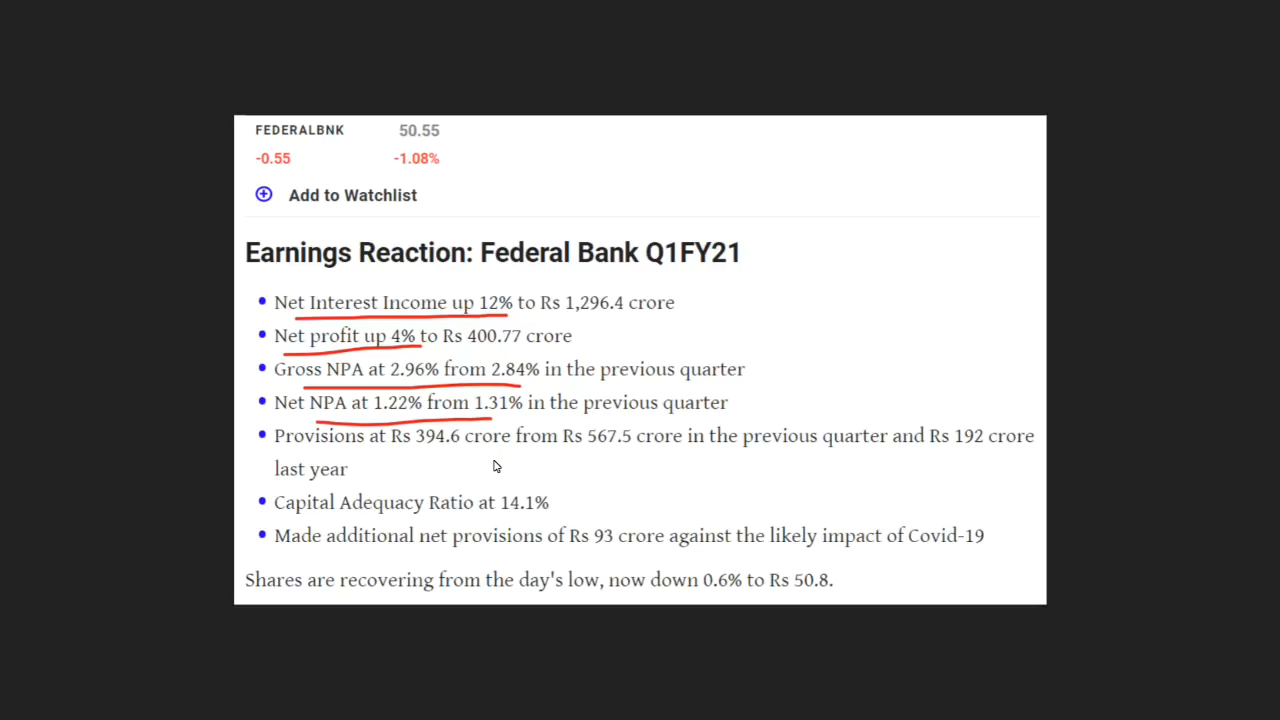 FEDERALBNK 50.55
-0.55 -1.08%
Add to Watchlist
Earnings Reaction: Federal Bank Q1FY21
• Net Interest Income up 12% to Rs 1,296.4 crore
• Net profit up 4% to Rs 400.77 crore
• Gross NPA at 2.96% from 2.84% in the previous quarter
• Net NPA at 1.22% from 1.31% in the previous quarter
• Provisions at Rs 394.6 crore from Rs 567.5 crore in the previous quarter and Rs 192 crore
last year
• Capital Adequacy Ratio at 14.1%
• Made additional net provisions of Rs 93 crore against the likely impact of Covid-19
Shares are recovering from the day's low, now down 0.6% to Rs 50.8.